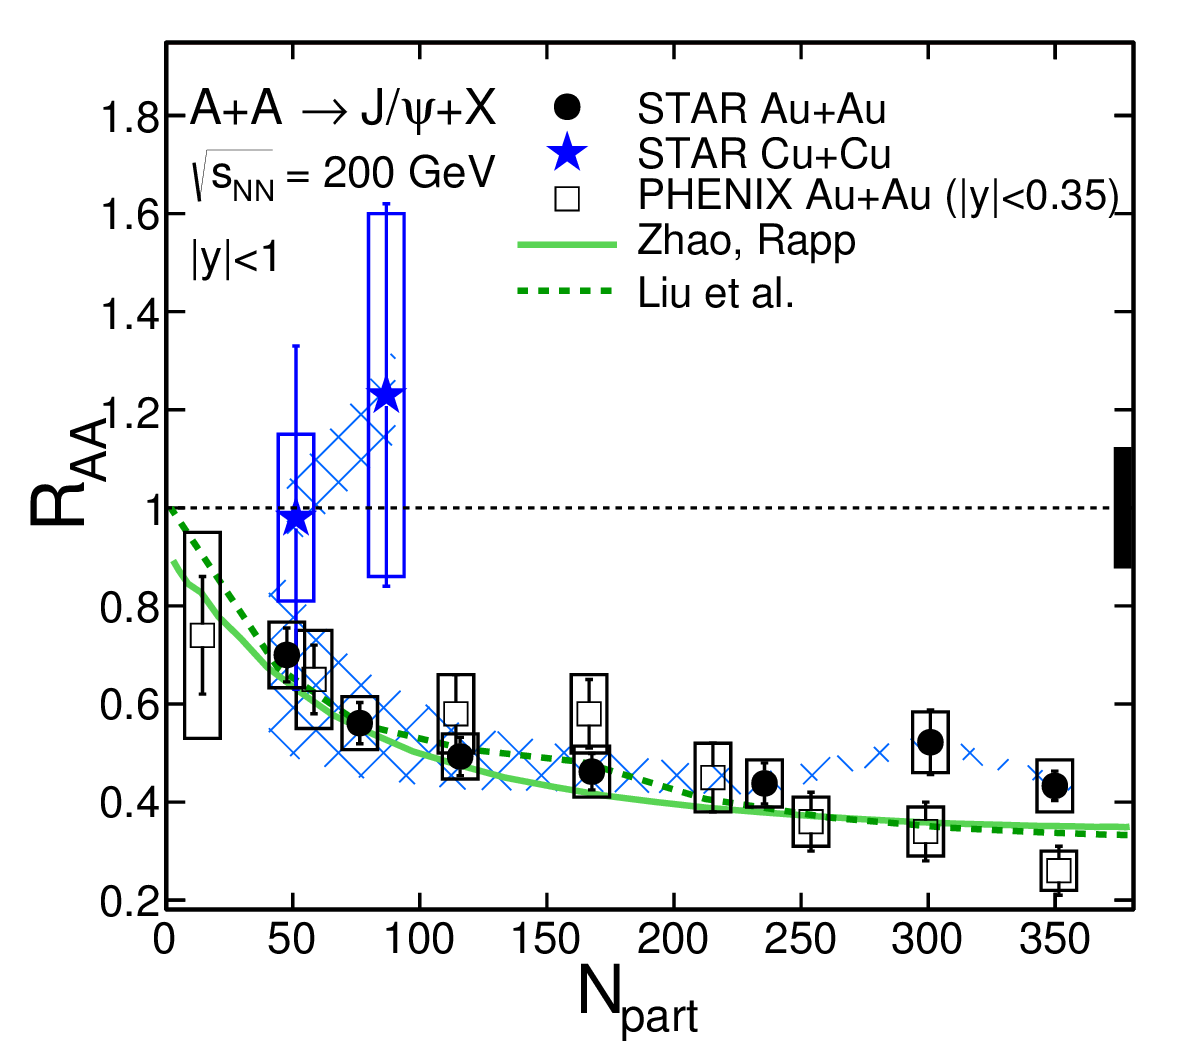 A+A → J/ψ+X
√sNN = 200 GeV
|y|<1
STAR Au+Au
STAR Cu+Cu
PHENIX Au+Au (|y|<0.35)
Zhao, Rapp
Liu et al.
RAA
1.8
1.6
1.4
1.2
1
0.8
0.6
0.4
0.2
0 50 100 150 200 250 300 350
Npart